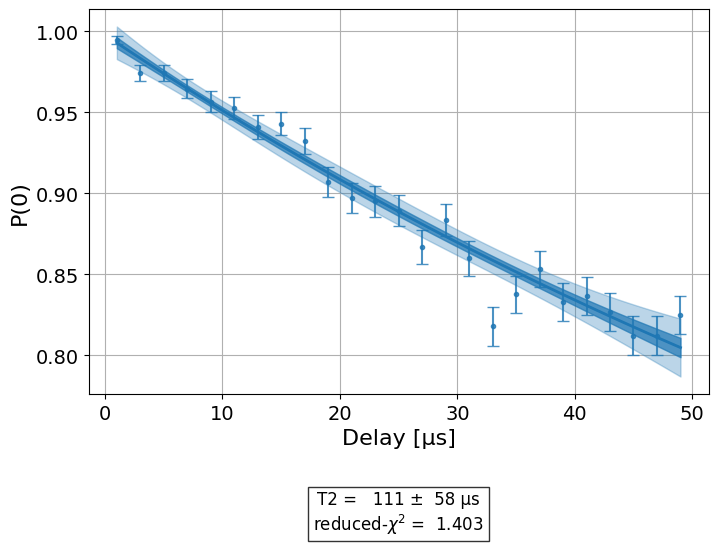 1.00
0.95
0.90
0.85
0.80
P(0)
0 10 20 30 40 50
Delay [μs]
T2 = 111 ± 58 μs
reduced-χ² = 1.403